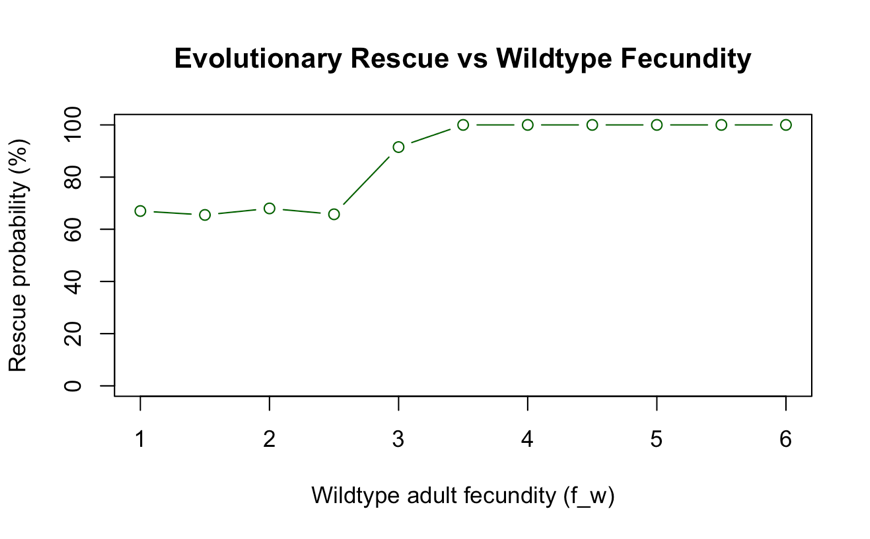 Evolutionary Rescue vs Wildtype Fecundity
Rescue probability (%)
100
80
60
40
20
0
1 2 3 4 5 6
Wildtype adult fecundity (f_w)